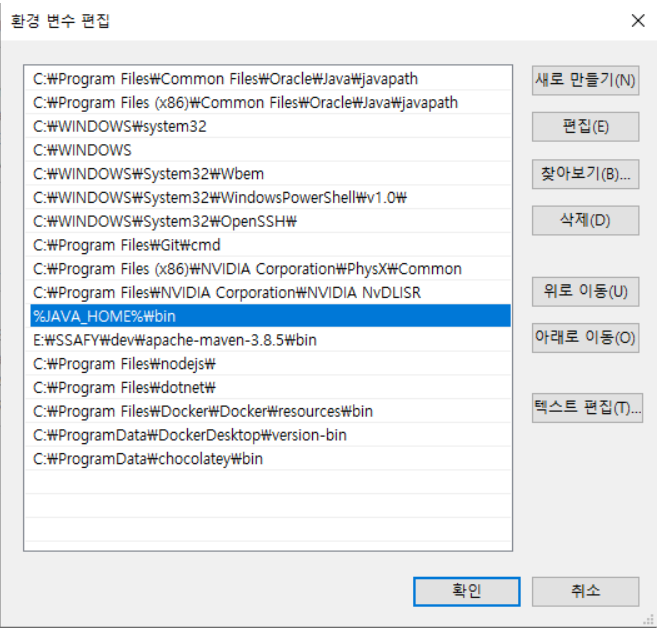 환경 변수 편집
C:₩Program Files₩Common Files₩Oracle₩Java₩javapath
C:₩Program Files (x86)₩Common Files₩Oracle₩Java₩javapath
C:₩WINDOWS₩system32
C:₩WINDOWS
C:₩WINDOWS₩System32₩Wbem
C:₩WINDOWS₩System32₩WindowsPowerShell₩v1.0₩
C:₩WINDOWS₩System32₩OpenSSH₩
C:₩Program Files₩Git₩cmd
C:₩Program Files (x86)₩NVIDIA Corporation₩PhysX₩Common
C:₩Program Files₩NVIDIA Corporation₩NVIDIA NvDLISR
%JAVA_HOME%₩bin
E:₩SSAFY₩dev₩apache-maven-3.8.5₩bin
C:₩Program Files₩nodejs₩
C:₩Program Files₩dotnet₩
C:₩Program Files₩Docker₩Docker₩resources₩bin
C:₩ProgramData₩DockerDesktop₩version-bin
C:₩ProgramData₩chocolatey₩bin
새로 만들기(N)
편집(E)
찾아보기(B)...
삭제(D)
위로 이동(U)
아래로 이동(O)
텍스트 편집(T)...
확인
취소